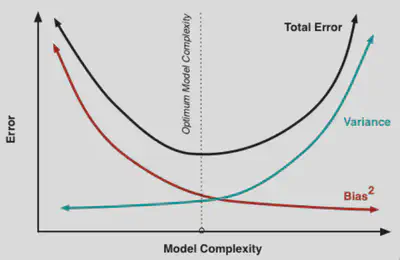 Total Error
Optimum Model Complexity
Variance
Error
Bias²
Model Complexity